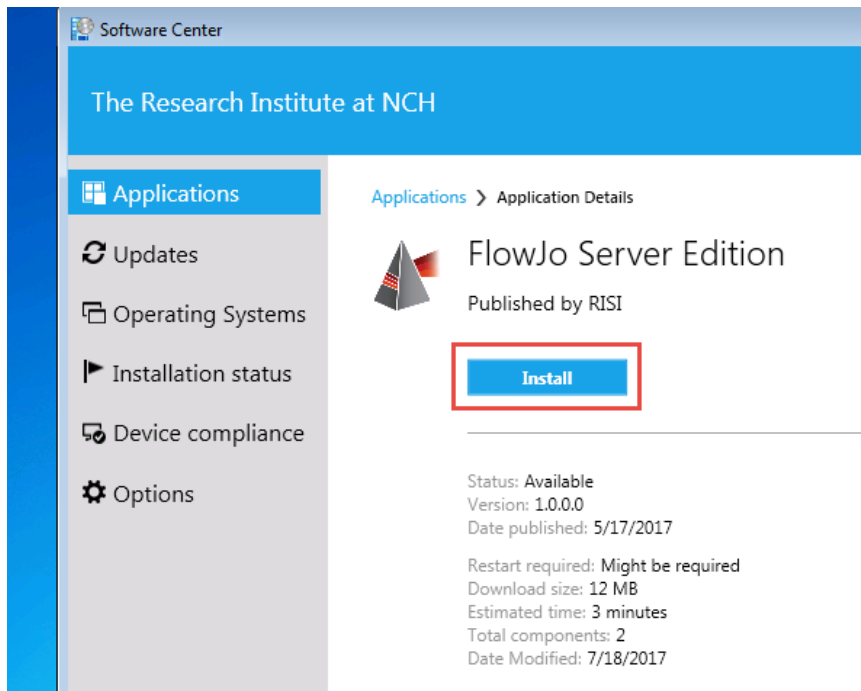 Software Center
The Research Institute at NCH
Applications
Updates
Operating Systems
Installation status
Device compliance
Options
Applications ❯ Application Details
FlowJo Server Edition
Published by RISI
Install
Status: Available
Version: 1.0.0.0
Date published: 5/17/2017
Restart required: Might be required
Download size: 12 MB
Estimated time: 3 minutes
Total components: 2
Date Modified: 7/18/2017